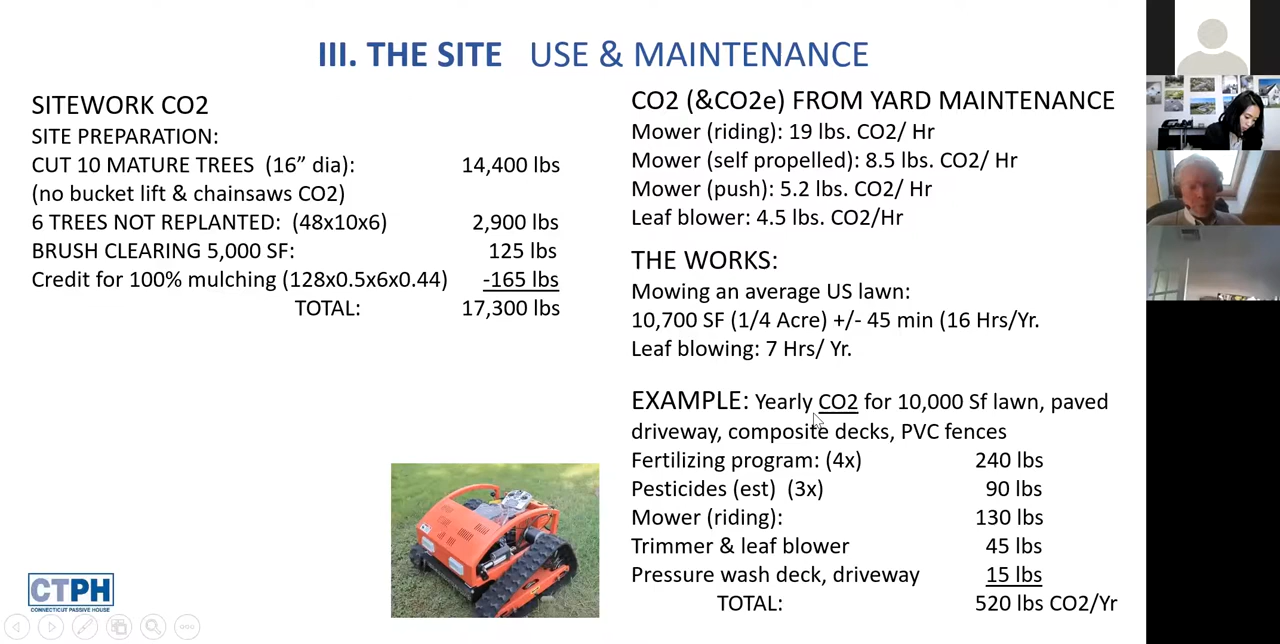 III. THE SITE USE & MAINTENANCE
SITEWORK CO2
SITE PREPARATION:
CUT 10 MATURE TREES (16” dia): 14,400 lbs
(no bucket lift & chainsaws CO2)
6 TREES NOT REPLANTED: (48x10x6) 2,900 lbs
BRUSH CLEARING 5,000 SF: 125 lbs
Credit for 100% mulching (128x0.5x6x0.44) -165 lbs
TOTAL: 17,300 lbs
CO2 (&CO2e) FROM YARD MAINTENANCE
Mower (riding): 19 lbs. CO2/ Hr
Mower (self propelled): 8.5 lbs. CO2/ Hr
Mower (push): 5.2 lbs. CO2/ Hr
Leaf blower: 4.5 lbs. CO2/Hr
THE WORKS:
Mowing an average US lawn:
10,700 SF (1/4 Acre) +/- 45 min (16 Hrs/Yr.
Leaf blowing: 7 Hrs/ Yr.
EXAMPLE: Yearly CO2 for 10,000 Sf lawn, paved
driveway, composite decks, PVC fences
Fertilizing program: (4x) 240 lbs
Pesticides (est) (3x) 90 lbs
Mower (riding): 130 lbs
Trimmer & leaf blower 45 lbs
Pressure wash deck, driveway 15 lbs
TOTAL: 520 lbs CO2/Yr
CTPH
CONNECTICUT PASSIVE HOUSE